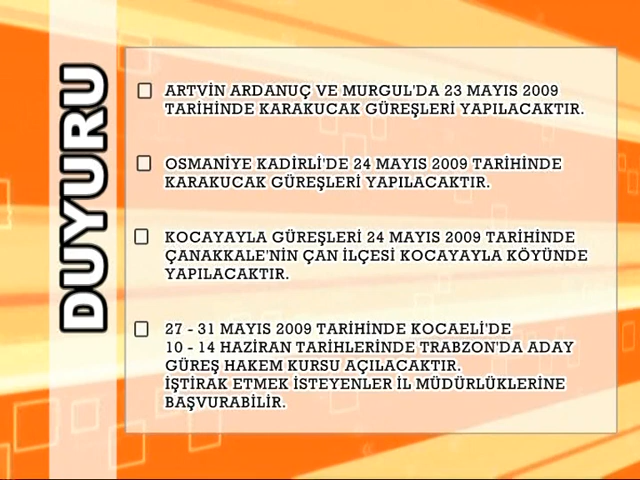 DUYURU
ARTVİN ARDANUÇ VE MURGUL'DA 23 MAYIS 2009
TARİHİNDE KARAKUCAK GÜREŞLERİ YAPILACAKTIR.
OSMANİYE KADİRLİ'DE 24 MAYIS 2009 TARİHİNDE
KARAKUCAK GÜREŞLERİ YAPILACAKTIR.
KOCAYAYLA GÜREŞLERİ 24 MAYIS 2009 TARİHİNDE
ÇANAKKALE'NİN ÇAN İLÇESİ KOCAYAYLA KÖYÜNDE
YAPILACAKTIR.
27 - 31 MAYIS 2009 TARİHİNDE KOCAELİ'DE
10 - 14 HAZİRAN TARİHLERİNDE TRABZON'DA ADAY
GÜREŞ HAKEM KURSU AÇILACAKTIR.
İŞTİRAK ETMEK İSTEYENLER İL MÜDÜRLÜKLERİNE
BAŞVURABİLİR.